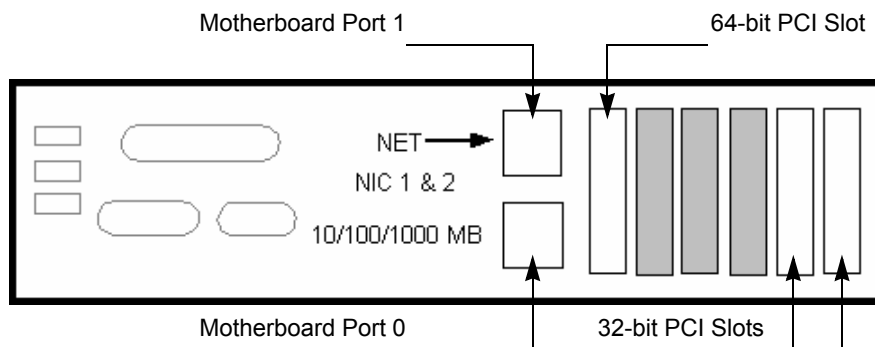 Motherboard Port 1
64-bit PCI Slot
NET
NIC 1 & 2
10/100/1000 MB
Motherboard Port 0
32-bit PCI Slots